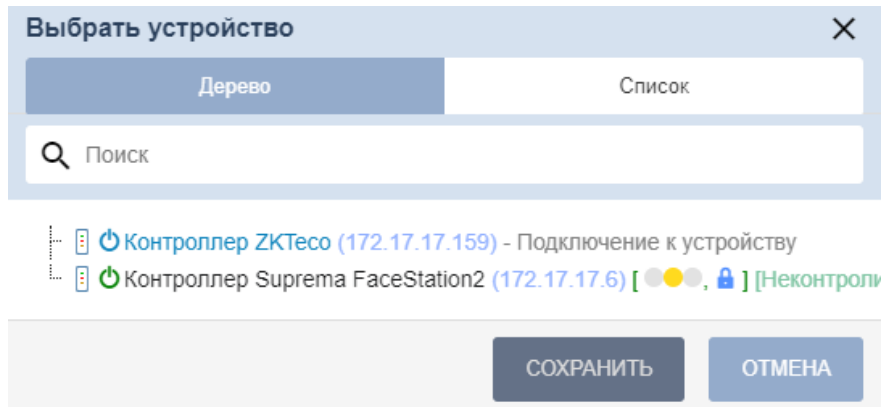 Выбрать устройство
Дерево
Список
Поиск
Контроллер ZKTeco (172.17.17.159) - Подключение к устройству
Контроллер Suprema FaceStation2 (172.17.17.6) [ , ]
СОХРАНИТЬ
ОТМЕНА